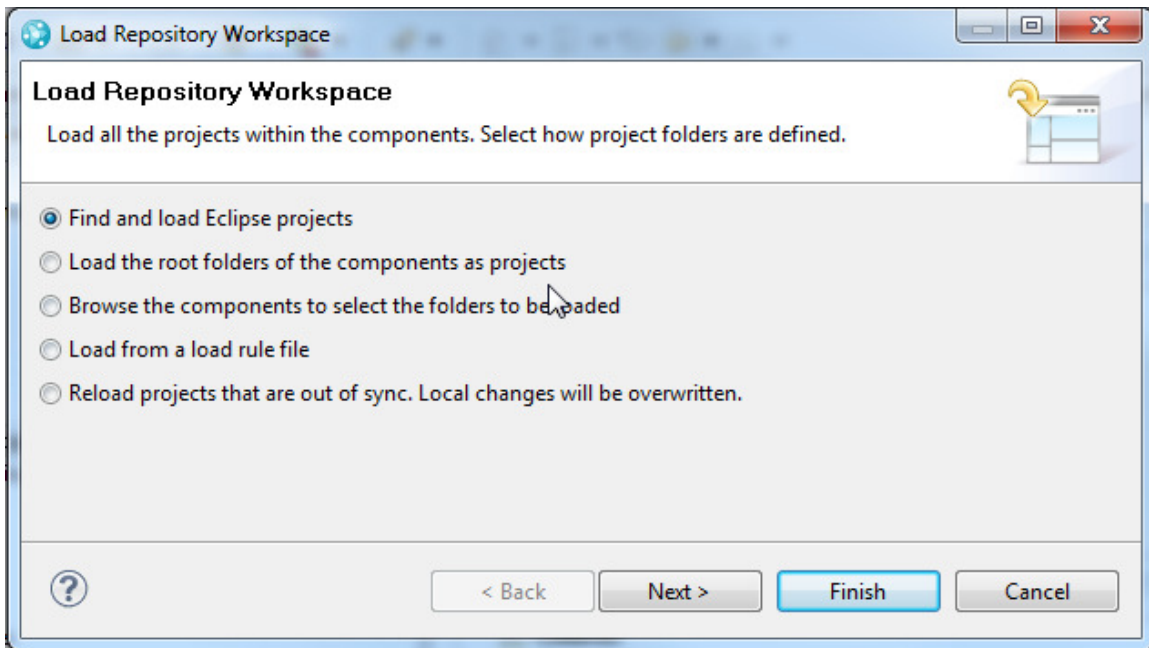 Load Repository Workspace
Load Repository Workspace
Load all the projects within the components. Select how project folders are defined.
Find and load Eclipse projects
Load the root folders of the components as projects
Browse the components to select the folders to be loaded
Load from a load rule file
Reload projects that are out of sync. Local changes will be overwritten.
?
< Back
Next >
Finish
Cancel